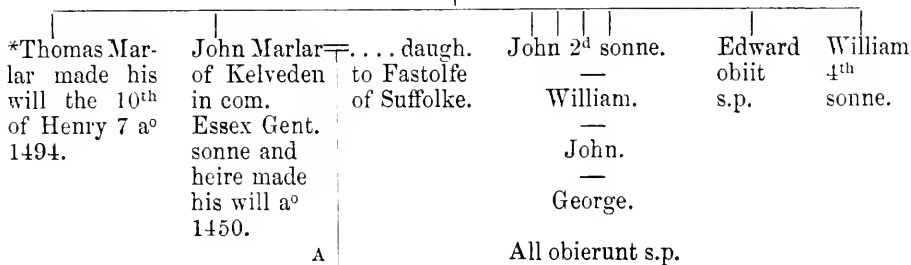 *Thomas Mar-
lar made his
will the 10th
of Henry 7 aº
1494.
John Marlar=.... daugh.
of Kelveden
in com.
Essex Gent.
sonne and
heire made
his will aº
1450.
to Fastolfe
of Suffolke.
John 2d sonne.
—
William.
—
John.
—
George.
Edward
obiit
s.p.
William
4th
sonne.
A
All obierunt s.p.